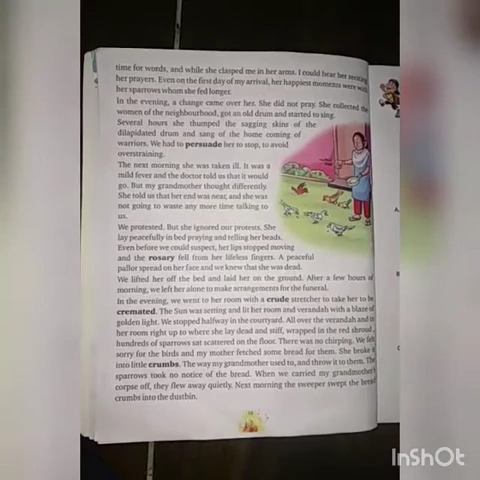 time for words, and while she clasped me in her arms. I could hear her reciting
her prayers. Even on the first day of my arrival, her happiest moments were with
her sparrows whom she fed longer.
In the evening, a change came over her. She did not pray. She collected the
women of the neighbourhood, got an old drum and started to sing.
Several hours she thumped the sagging skins of the
dilapidated drum and sang of the home coming of
warriors. We had to persuade her to stop, to avoid
overstraining.
The next morning she was taken ill. It was a
mild fever and the doctor told us that it would
go. But my grandmother thought differently.
She told us that her end was near, and she was
not going to waste any more time talking to
us.
We protested. But she ignored our protests. She
lay peacefully in bed praying and telling her beads.
Even before we could suspect, her lips stopped moving
and the rosary fell from her lifeless fingers. A peaceful
pallor spread on her face and we knew that she was dead.
We lifted her off the bed and laid her on the ground. After a few hours of
morning, we left her alone to make arrangements for the funeral.
In the evening, we went to her room with a crude stretcher to take her to be
cremated. The Sun was setting and lit her room and verandah with a blaze of
golden light. We stopped halfway in the courtyard. All over the verandah and in
her room right up to where she lay dead and stiff, wrapped in the red shroud,
hundreds of sparrows sat scattered on the floor. There was no chirping. We felt
sorry for the birds and my mother fetched some bread for them. She broke it
into little crumbs. The way my grandmother used to, and throw it to them. The
sparrows took no notice of the bread. When we carried my grandmother's
corpse off, they flew away quietly. Next morning the sweeper swept the bread
crumbs into the dustbin.
InShOt